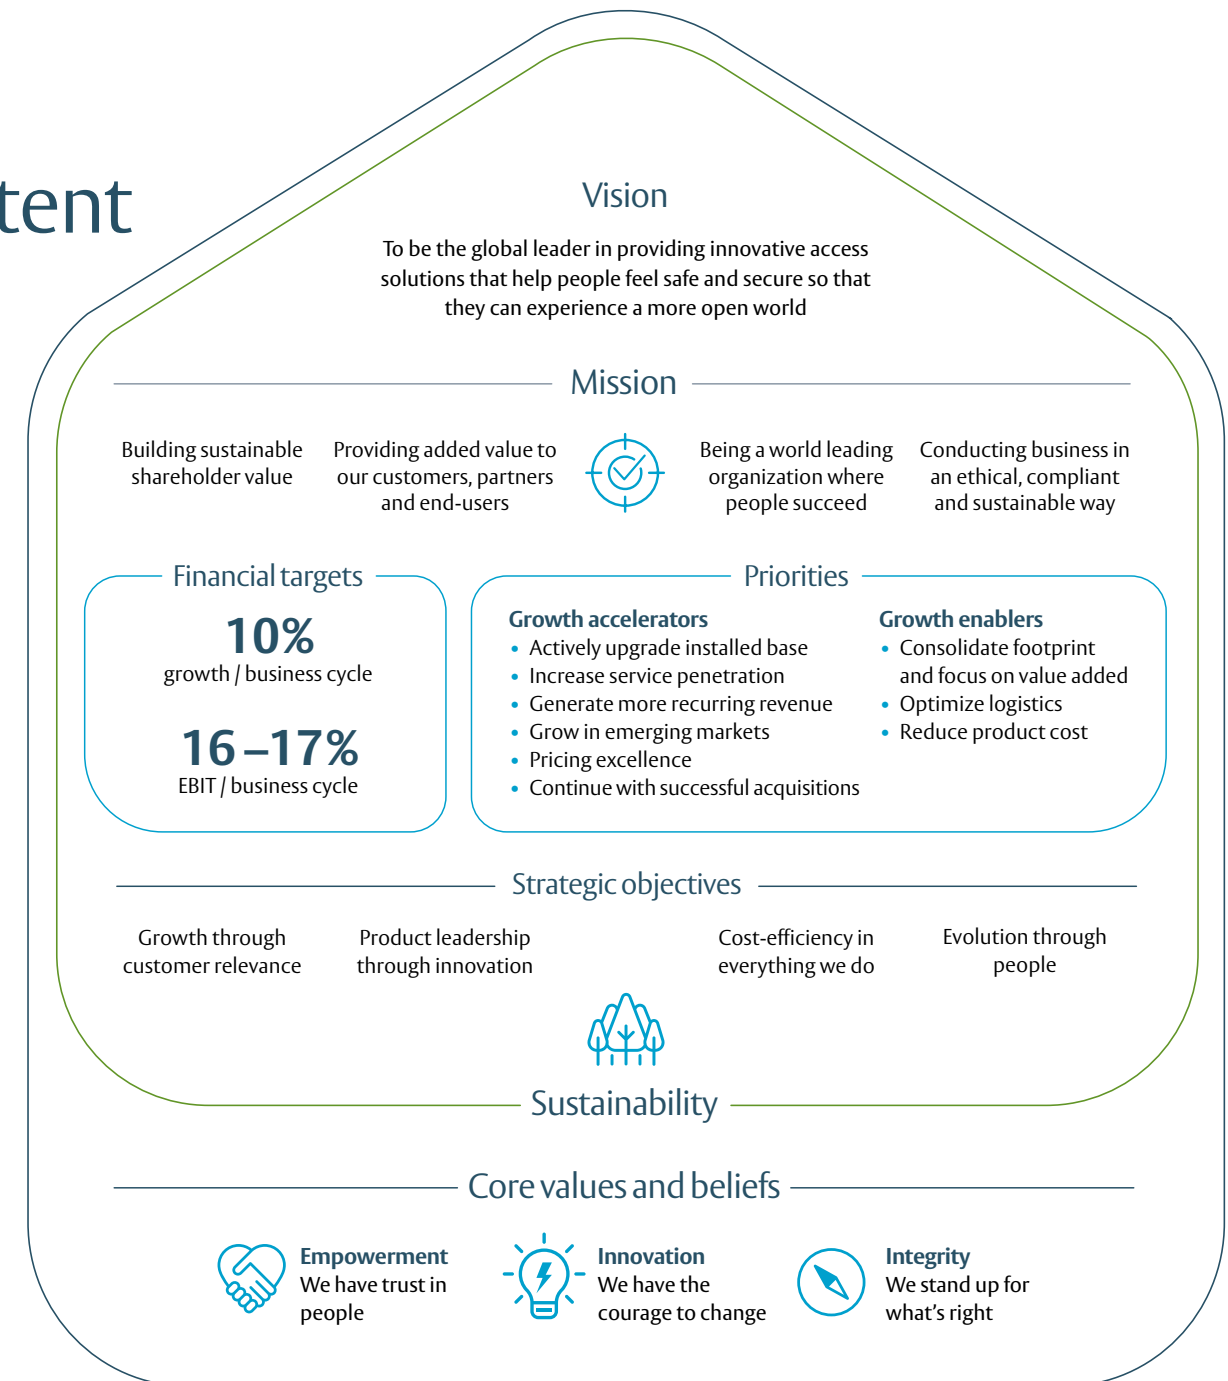 tent
Vision
To be the global leader in providing innovative access
solutions that help people feel safe and secure so that
they can experience a more open world
Mission
Building sustainable
shareholder value
Providing added value to
our customers, partners
and end-users
Being a world leading
organization where
people succeed
Conducting business in
an ethical, compliant
and sustainable way
Financial targets
10%
growth / business cycle
16–17%
EBIT / business cycle
Priorities
Growth accelerators
• Actively upgrade installed base
• Increase service penetration
• Generate more recurring revenue
• Grow in emerging markets
• Pricing excellence
• Continue with successful acquisitions
Growth enablers
• Consolidate footprint
and focus on value added
• Optimize logistics
• Reduce product cost
Strategic objectives
Growth through
customer relevance
Product leadership
through innovation
Cost-efficiency in
everything we do
Evolution through
people
Sustainability
Core values and beliefs
Empowerment
We have trust in
people
Innovation
We have the
courage to change
Integrity
We stand up for
what's right